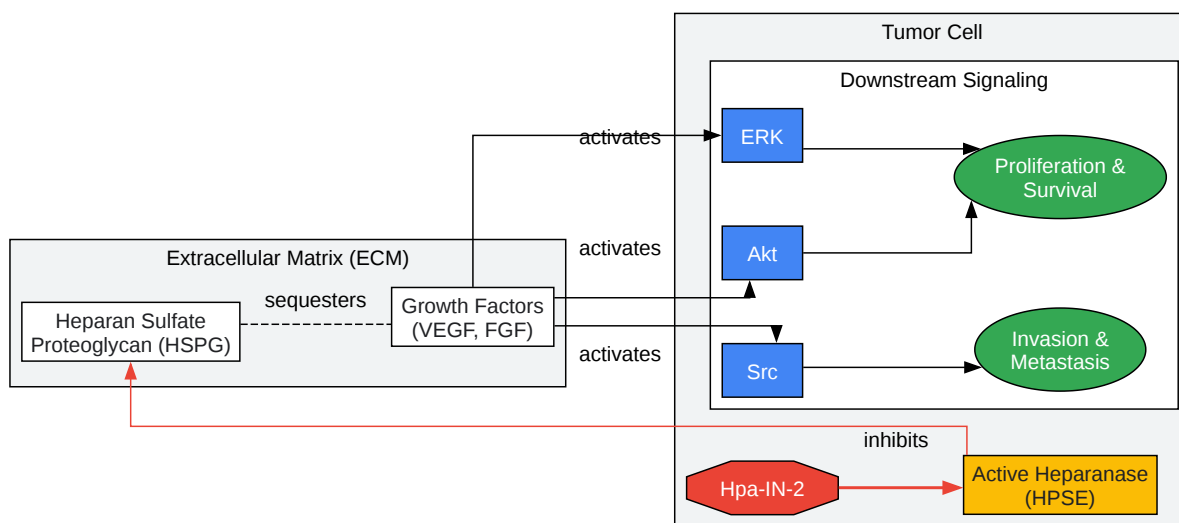 Tumor Cell
Downstream Signaling
activates
ERK
Proliferation &
Survival
Extracellular Matrix (ECM)
activates
Akt
sequesters
Heparan Sulfate
Proteoglycan (HSPG)
Growth Factors
(VEGF, FGF)
activates
Src
Invasion &
Metastasis
inhibits
Hpa-IN-2
Active Heparanase
(HPSE)